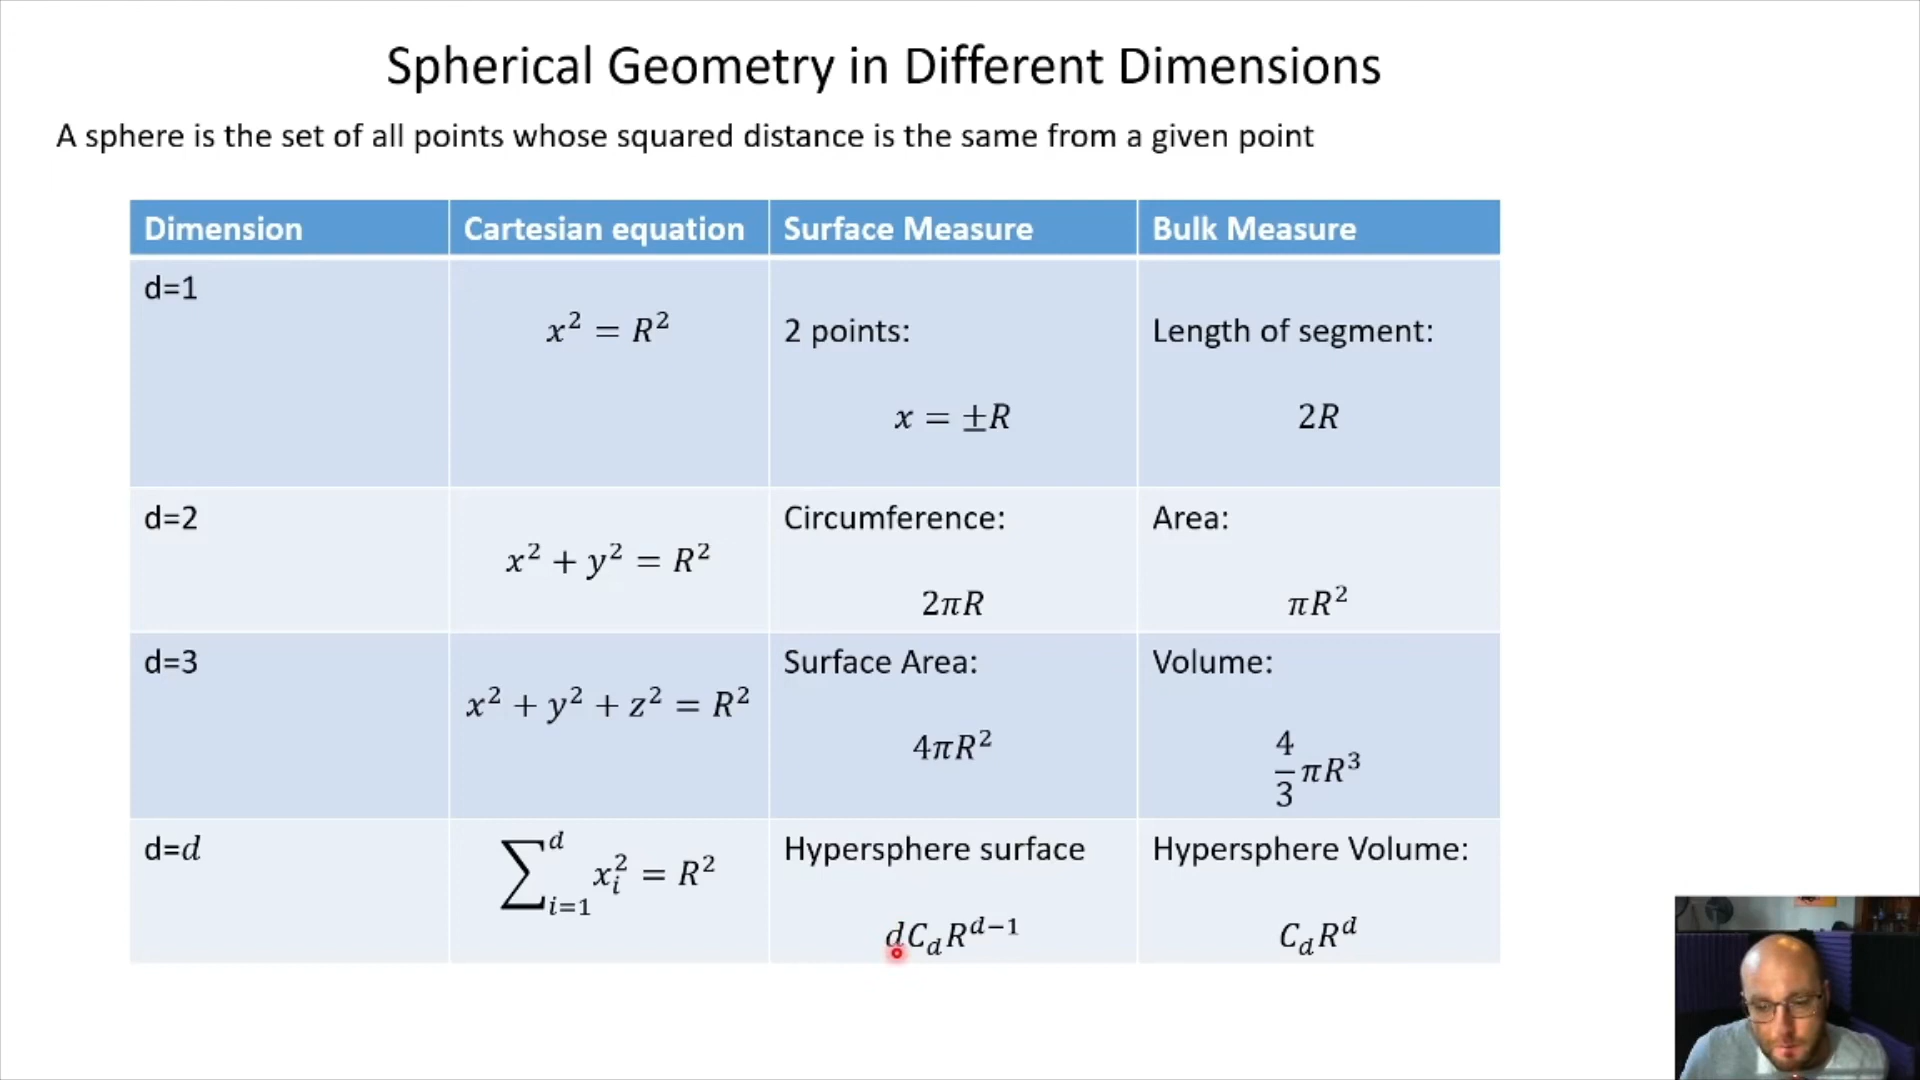 Spherical Geometry in Different Dimensions
A sphere is the set of all points whose squared distance is the same from a given point
Dimension Cartesian equation Surface Measure Bulk Measure
d=1
x² = R² 2 points: Length of segment:
x = ±R 2R
d=2 Circumference: Area:
x² + y² = R²
2πR πR²
d=3 Surface Area: Volume:
x² + y² + z² = R²
4πR² 4/3 πR³
d=d ∑_{i=1}^{d} x_i² = R² Hypersphere surface Hypersphere Volume:
dC_dR^{d−1} C_dR^d